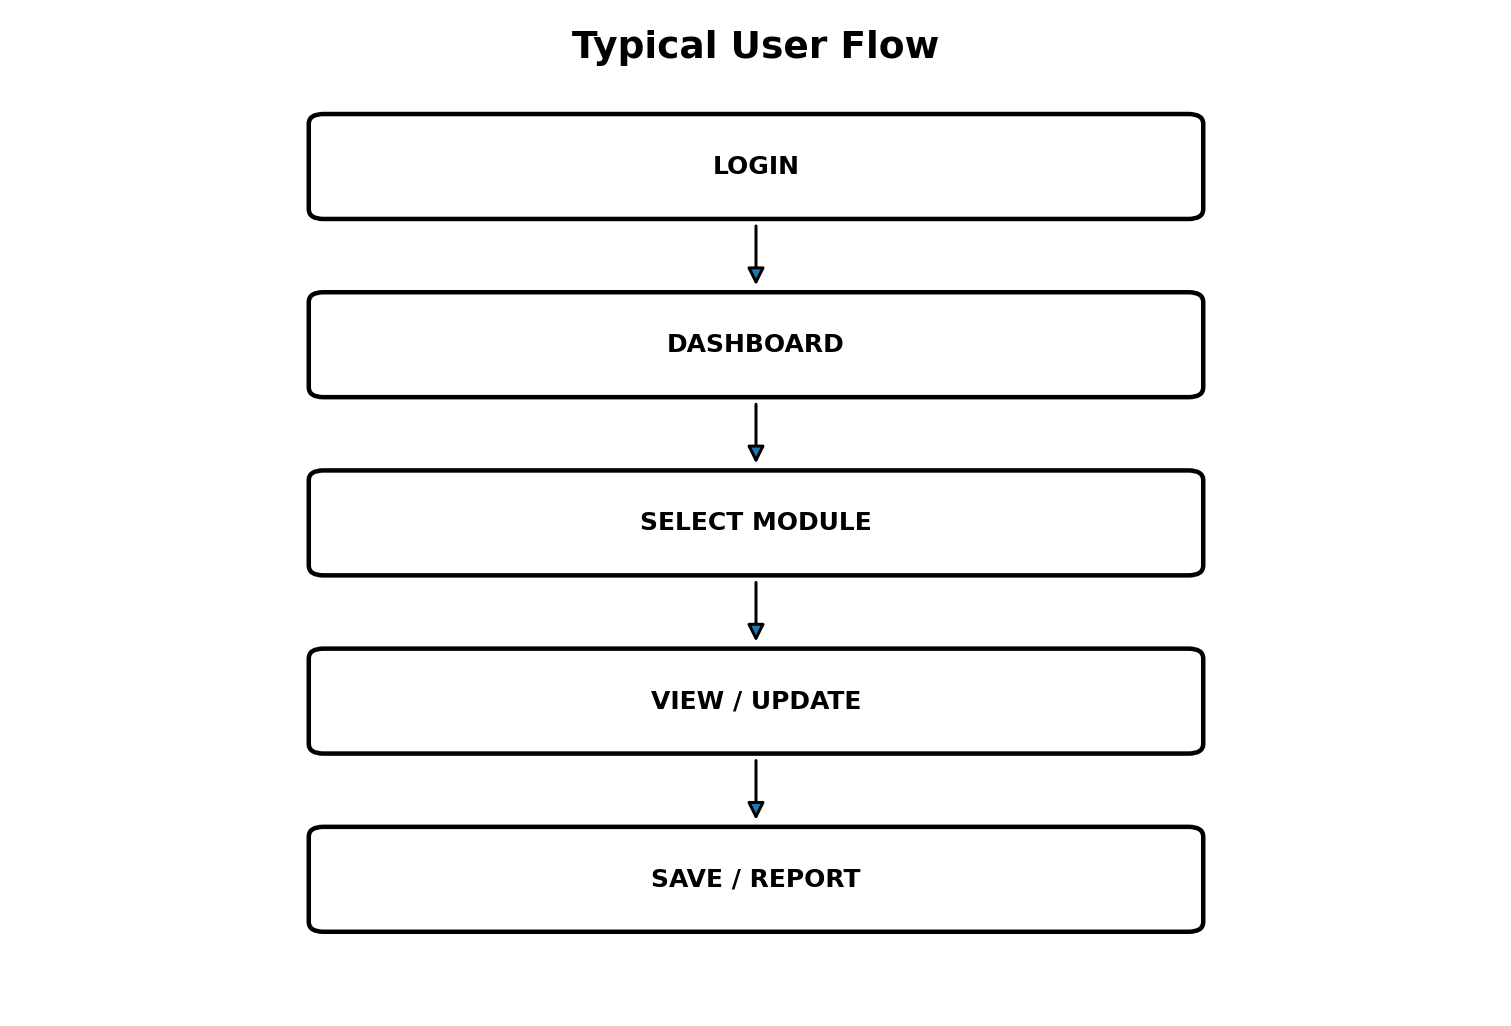 Typical User Flow
LOGIN
DASHBOARD
SELECT MODULE
VIEW / UPDATE
SAVE / REPORT